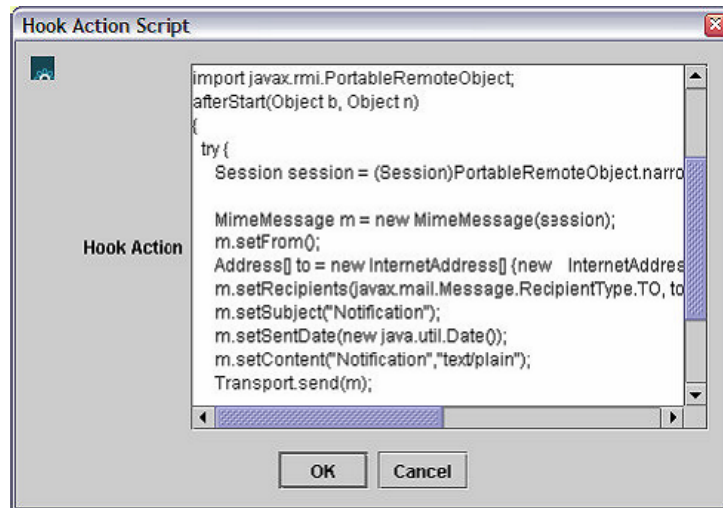 Hook Action Script
import javax.rmi.PortableRemoteObject;
afterStart(Object b, Object n)
{
try {
Session session = (Session)PortableRemoteObject.narro
MimeMessage m = new MimeMessage(session);
m.setFrom();
Hook Action
Address[] to = new InternetAddress[] {new InternetAddres
m.setRecipients(javax.mail.Message.RecipientType.TO, to
m.setSubject("Notification");
m.setSentDate(new java.util.Date());
m.setContent("Notification","text/plain");
Transport.send(m);
OK Cancel